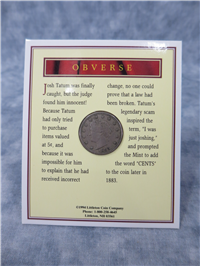 OBVERSE
Josh Tatum was finally
caught, but the judge
found him innocent!
Because Tatum
had only tried
to purchase
items valued
at 5¢, and
because it was
impossible for him
to explain that he
had received incorrect
change, no one could
prove that a law had
been broken. Tatum's
legendary scam
inspired the
term, "I was
just joshing,"
and prompted
the Mint to add
the word "CENTS"
to the coin later in
1883.
©1994 Littleton Coin Company
Phone: 1-800-258-4645
Littleton, NH 03561